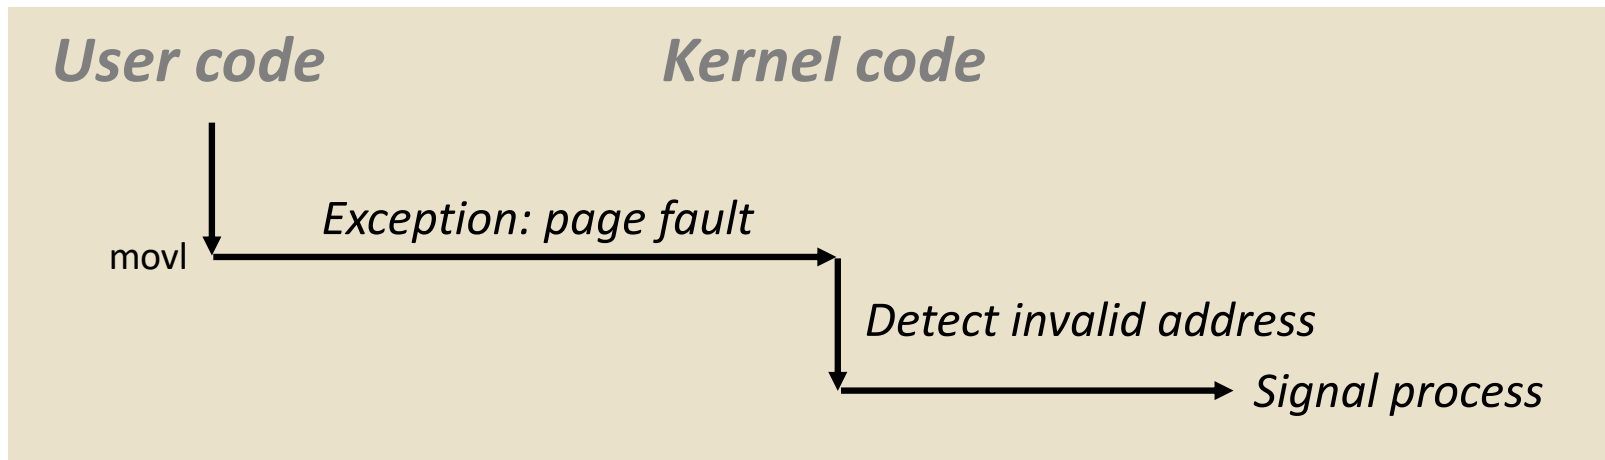 User code
Kernel code
Exception: page fault
movl
Detect invalid address
Signal process